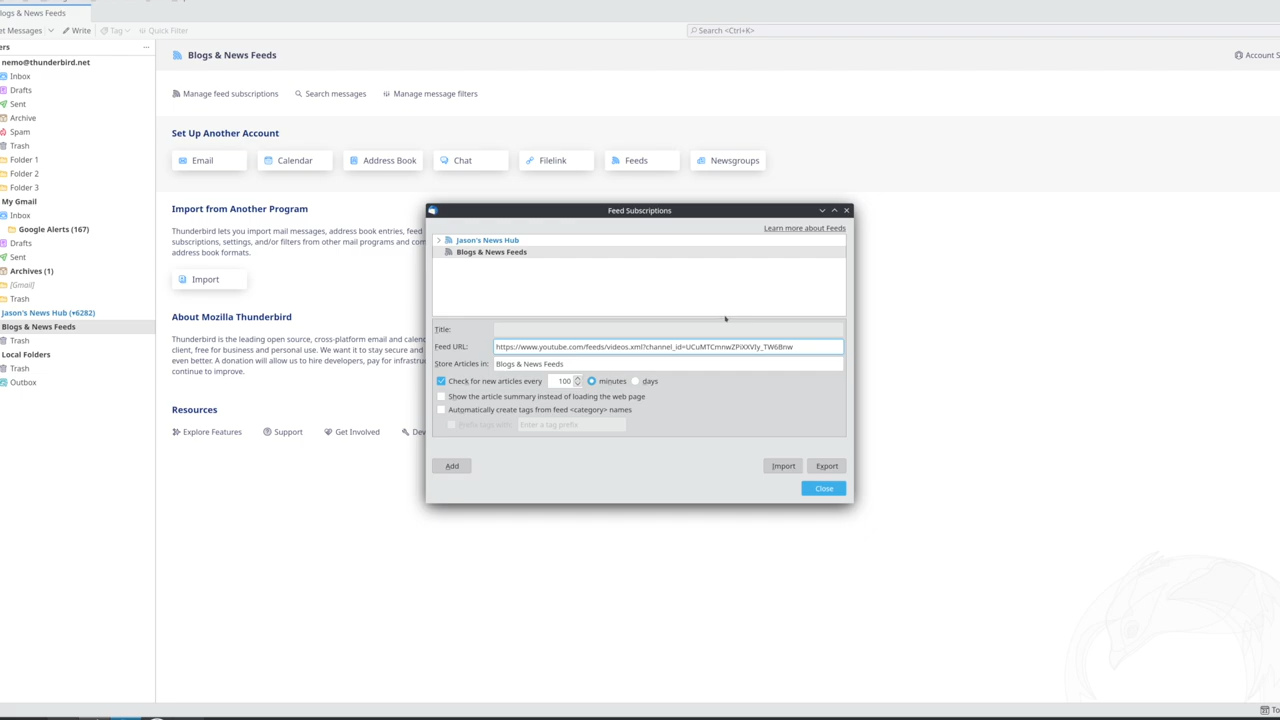 logs & News Feeds
et Messages
Write
Tag
Quick Filter
Search <Ctrl+K>
ers
nemo@thunderbird.net
Inbox
Drafts
Sent
Archive
Spam
Trash
Folder 1
Folder 2
Folder 3
My Gmail
Inbox
Google Alerts (167)
Drafts
Sent
Archives (1)
[Gmail]
Trash
Jason's News Hub (▾6282)
Blogs & News Feeds
Trash
Local Folders
Trash
Outbox
Blogs & News Feeds
Account S
Manage feed subscriptions
Search messages
Manage message filters
Set Up Another Account
Email
Calendar
Address Book
Chat
Filelink
Feeds
Newsgroups
Import from Another Program
Thunderbird lets you import mail messages, address book entries, feed
subscriptions, settings, and/or filters from other mail programs and com
address book formats.
Import
About Mozilla Thunderbird
Thunderbird is the leading open source, cross-platform email and calend
client, free for business and personal use. We want it to stay secure and
even better. A donation will allow us to hire developers, pay for infrastruc
continue to improve.
Resources
Explore Features
Support
Get Involved
Dev
Feed Subscriptions
Learn more about Feeds
Jason's News Hub
Blogs & News Feeds
Title:
Feed URL: https://www.youtube.com/feeds/videos.xml?channel_id=UCuMTCmnwZPiXXVIy_TW6Bnw
Store Articles in: Blogs & News Feeds
Check for new articles every 100 minutes days
Show the article summary instead of loading the web page
Automatically create tags from feed <category> names
Prefix tags with: Enter a tag prefix
Add
Import
Export
Close
To